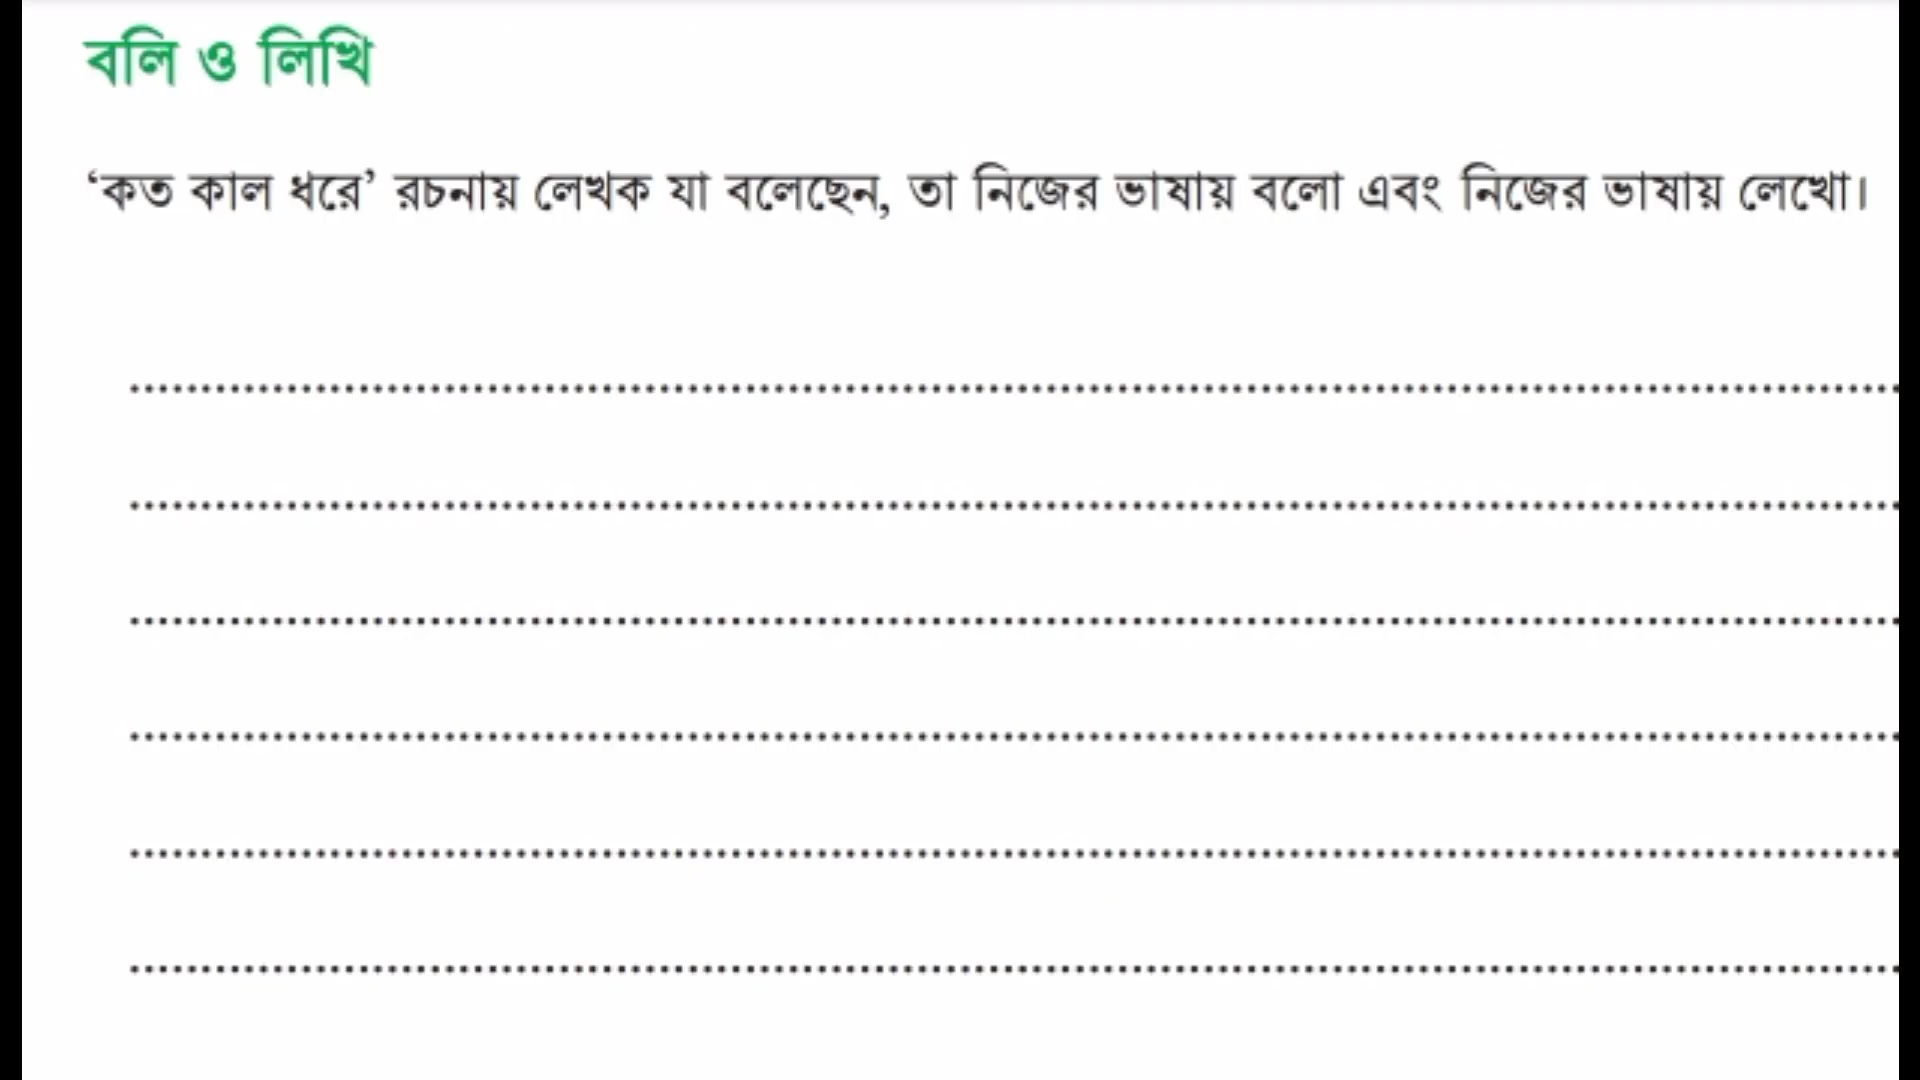 বলি ও লিখি
‘কত কাল ধরে’ রচনায় লেখক যা বলেছেন, তা নিজের ভাষায় বলো এবং নিজের ভাষায় লেখো।